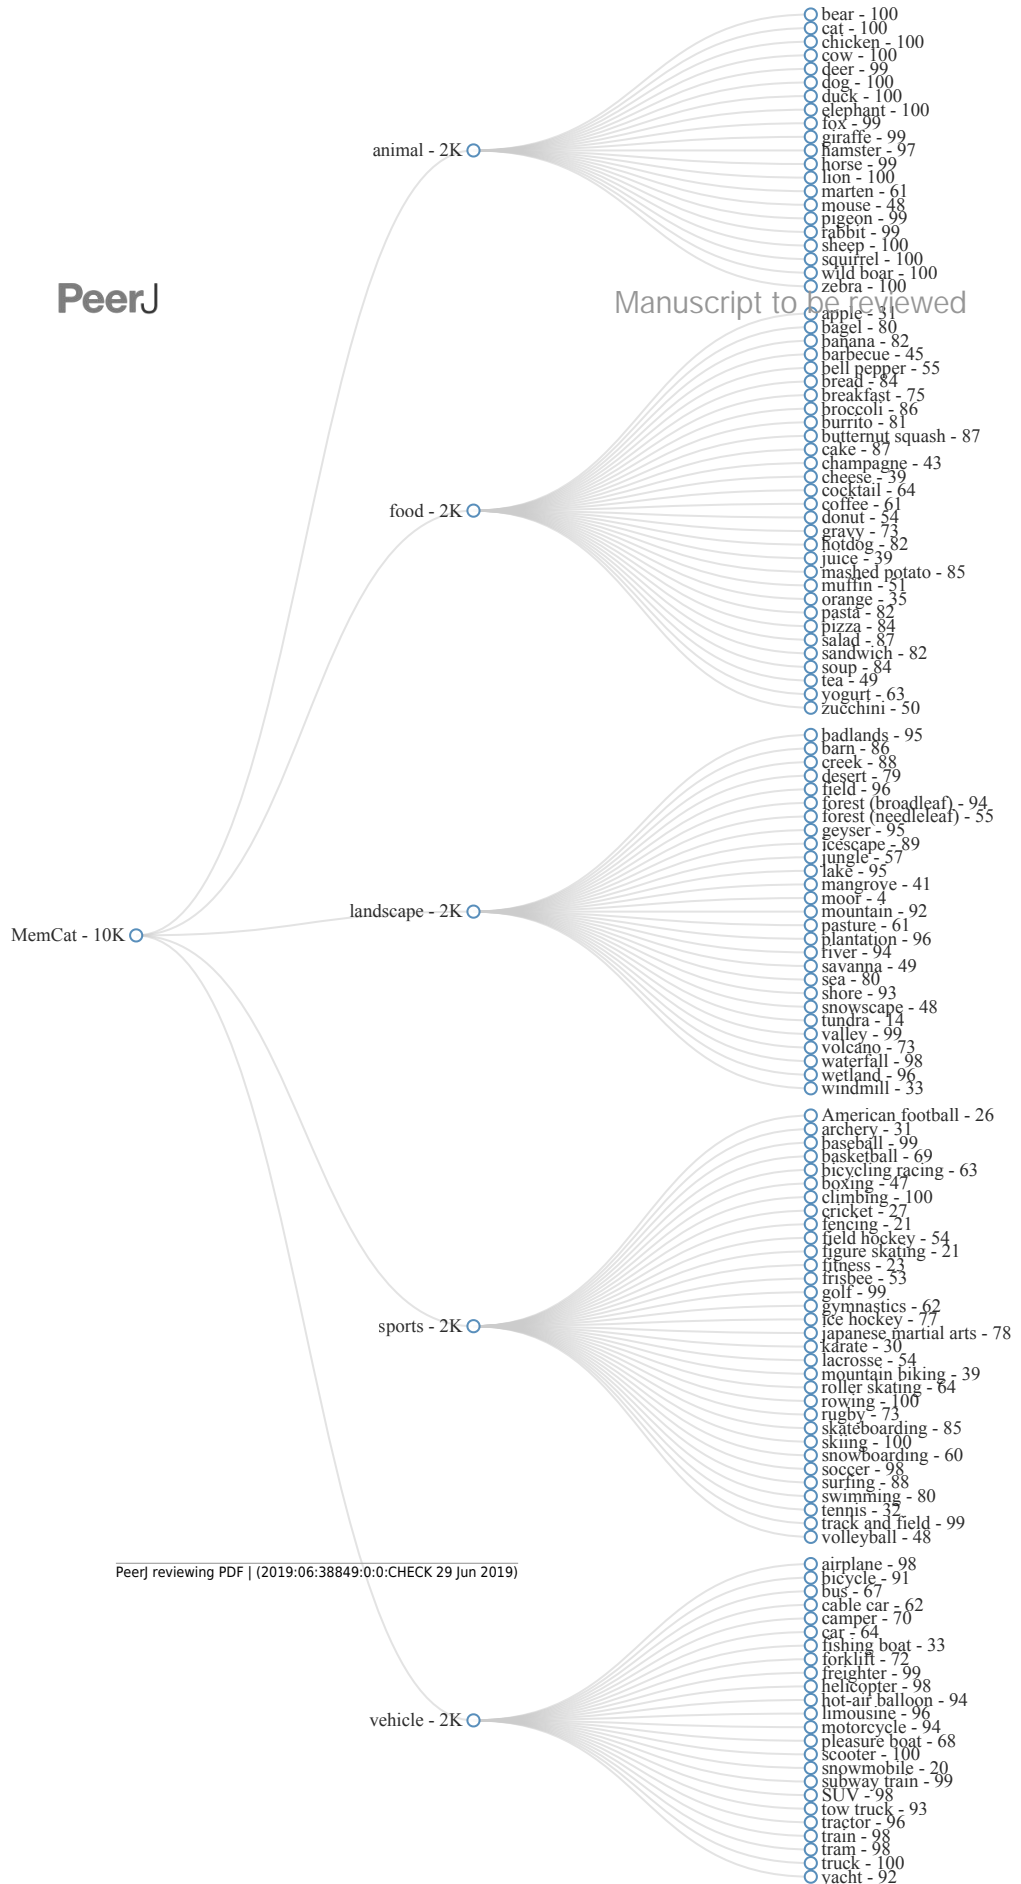 bear - 100
cat - 100
chicken - 100
cow - 100
deer - 99
dog - 100
duck - 100
elephant - 100
fox - 99
giraffe - 99
animal - 2K
hamster - 97
horse - 99
lion - 100
marten - 61
mouse - 48
pigeon - 99
rabbit - 99
sheep - 100
squirrel - 100
wild boar - 100
zebra - 100
PeerJ
Manuscript to be reviewed
apple - 31
bagel - 80
banana - 82
barbecue - 45
bell pepper - 55
bread - 84
breakfast - 75
broccoli - 86
burrito - 81
butternut squash - 87
cake - 87
champagne - 43
cheese - 39
cocktail - 64
coffee - 61
food - 2K
donut - 54
gravy - 73
hotdog - 82
juice - 39
mashed potato - 85
muffin - 51
orange - 35
pasta - 82
pizza - 84
salad - 87
sandwich - 82
soup - 84
tea - 49
yogurt - 63
zucchini - 50
badlands - 95
barn - 86
creek - 88
desert - 79
field - 96
forest (broadleaf) - 94
forest (needleleaf) - 55
geyser - 95
icescape - 89
jungle - 57
lake - 95
mangrove - 41
moor - 4
landscape - 2K
mountain - 92
pasture - 61
MemCat - 10K
plantation - 96
river - 94
savanna - 49
sea - 80
shore - 93
snowscape - 48
tundra - 14
valley - 99
volcano - 73
waterfall - 98
wetland - 96
windmill - 33
American football - 26
archery - 31
baseball - 99
basketball - 69
bicycling racing - 63
boxing - 47
climbing - 100
cricket - 27
fencing - 21
field hockey - 54
figure skating - 21
fitness - 23
frisbee - 53
golf - 99
gymnastics - 62
ice hockey - 77
sports - 2K
japanese martial arts - 78
karate - 30
lacrosse - 54
mountain biking - 39
roller skating - 64
rowing - 100
rugby - 73
skateboarding - 85
skiing - 100
snowboarding - 60
soccer - 98
surfing - 88
swimming - 80
tennis - 32
track and field - 99
volleyball - 48
airplane - 98
PeerJ reviewing PDF | (2019:06:38849:0:0:CHECK 29 Jun 2019)
bicycle - 91
bus - 67
cable car - 62
camper - 70
car - 64
fishing boat - 33
forklift - 72
freighter - 99
helicopter - 98
hot-air balloon - 94
limousine - 96
vehicle - 2K
motorcycle - 94
pleasure boat - 68
scooter - 100
snowmobile - 20
subway train - 99
SUV - 98
tow truck - 93
tractor - 96
train - 98
tram - 98
truck - 100
yacht - 92